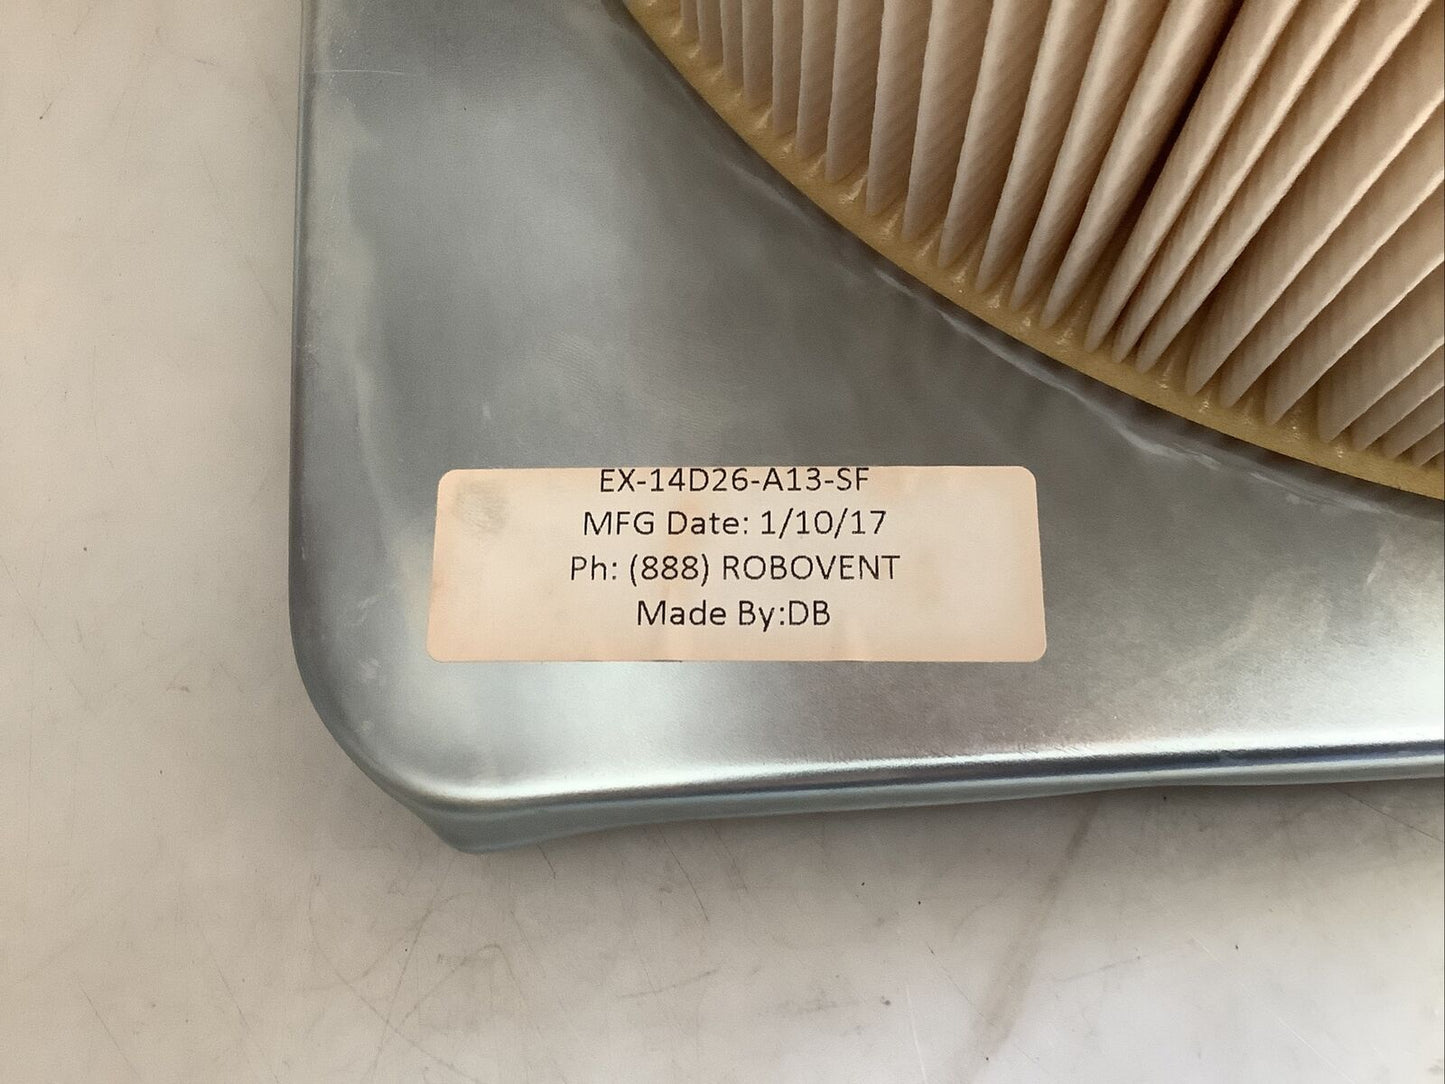 EX-14D26-A13-SF
MFG Date: 1/10/17
Ph: (888) ROBOVENT
Made By:DB